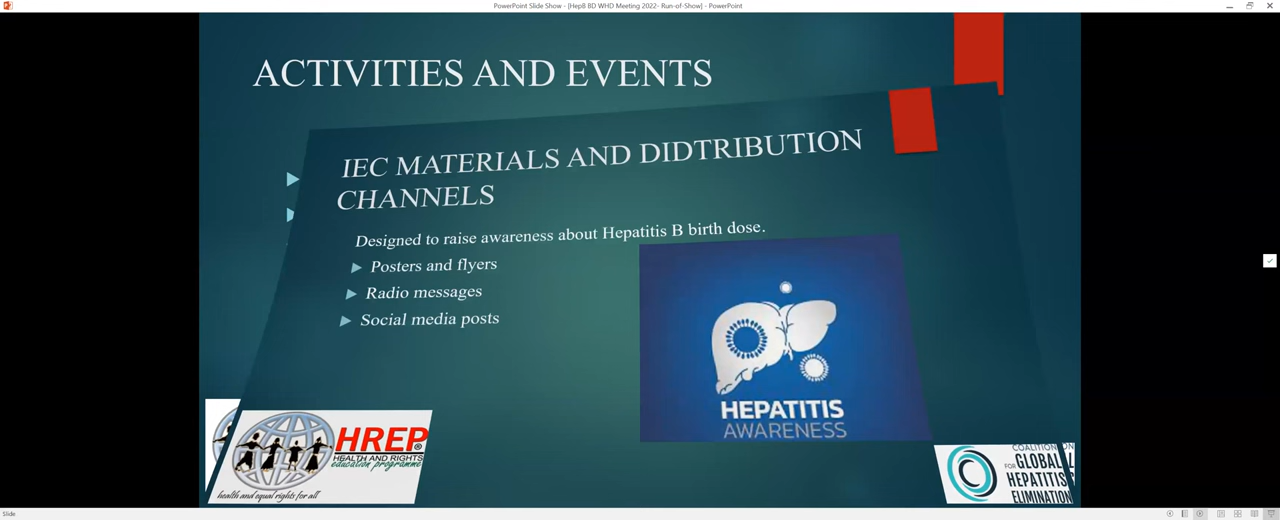 PowerPoint Slide Show - [HepB BD WHD Meeting 2022- Run-of-Show] - PowerPoint
ACTIVITIES AND EVENTS
IEC MATERIALS AND DIDTRIBUTION
CHANNELS
Designed to raise awareness about Hepatitis B birth dose.
Posters and flyers
Radio messages
Social media posts
HEPATITIS
AWARENESS
HREP®
HEALTH AND RIGHTS
education programme
health and equal rights for all
COALITION
FOR GLOBAL
HEPATITIS
ELIMINATION
Slide